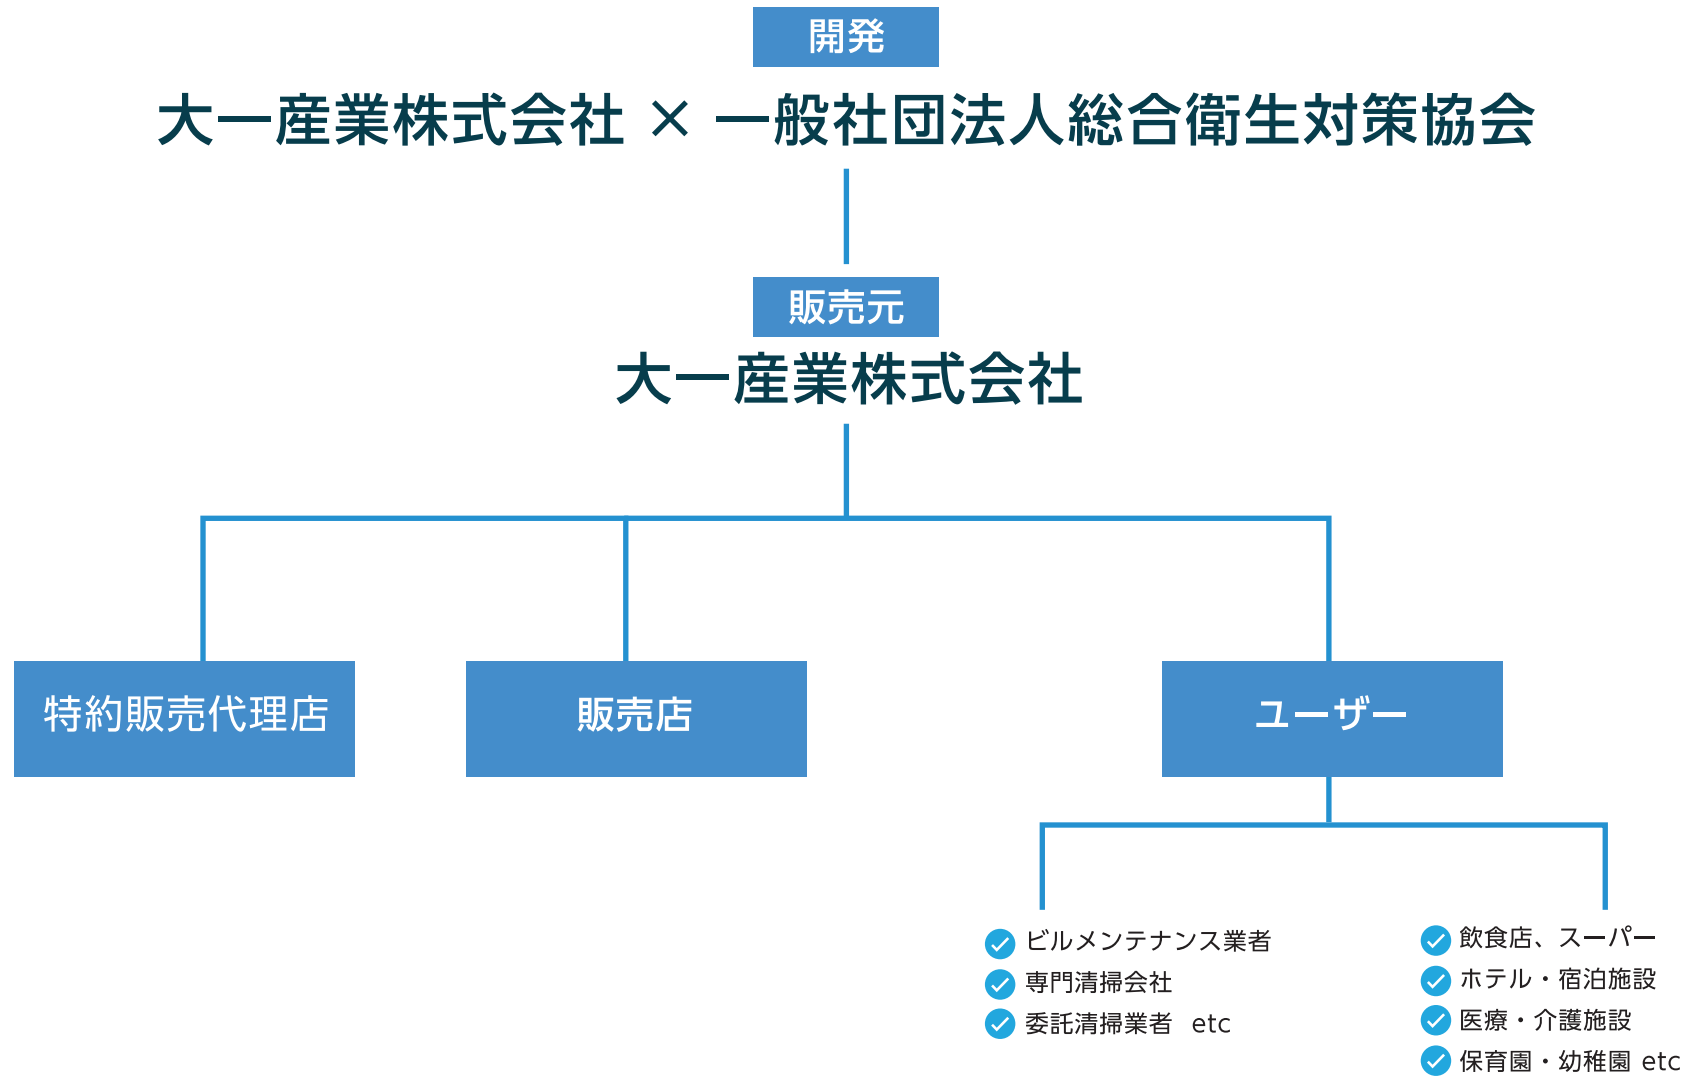 開発
大一産業株式会社 × 一般社団法人総合衛生対策協会
販売元
大一産業株式会社
特約販売代理店
販売店
ユーザー
ビルメンテナンス業者
専門清掃会社
委託清掃業者 etc
飲食店、スーパー
ホテル・宿泊施設
医療・介護施設
保育園・幼稚園 etc